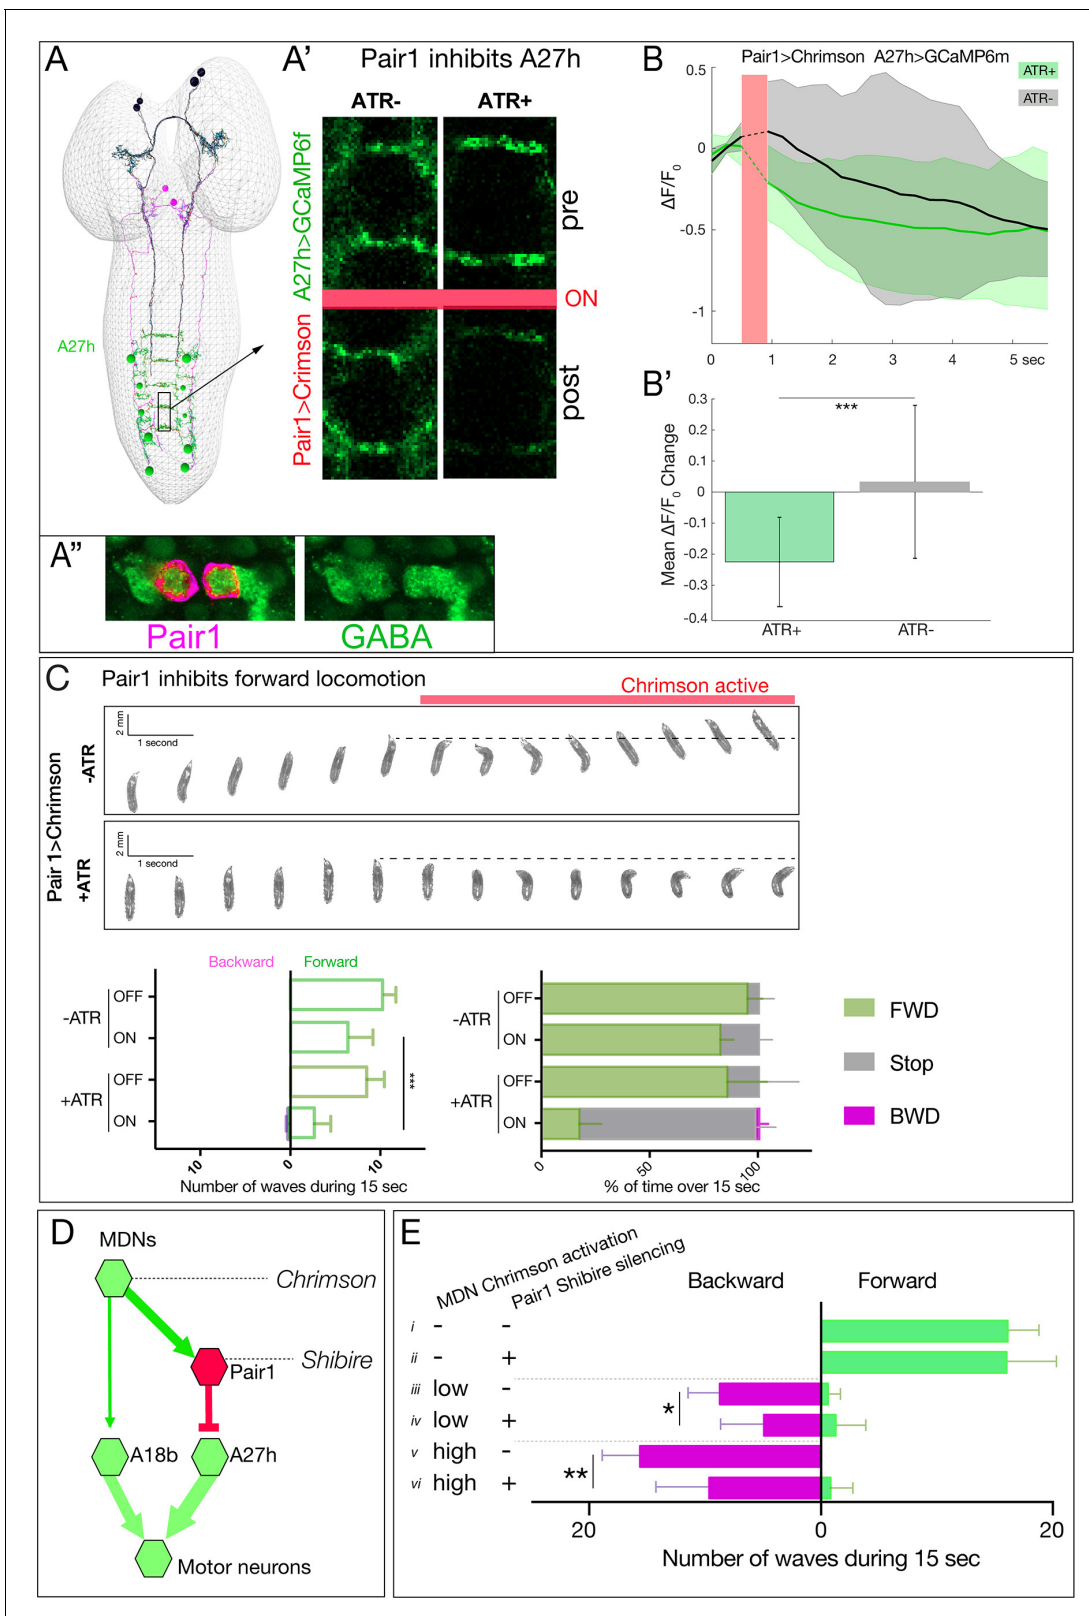 A
A27h
A'
Pair1 inhibits A27h
ATR-
ATR+
A27h>GCaMP6f
pre
ON
Pair1>Crimson
post
A"
Pair1
GABA
B
Pair1>Chrimson A27h>GCaMP6m
ATR+
ATR-
ΔF/F0
0.5
0
-0.5
-1
0
1
2
3
4
5 sec
B'
Mean ΔF/F0 Change
0.3
0.2
0.1
0
-0.1
-0.2
-0.3
-0.4
***
ATR+
ATR-
C
Pair1 inhibits forward locomotion
Chrimson active
Pair 1>Chrimson
-ATR
2 mm
1 second
+ATR
2 mm
1 second
Backward
Forward
-ATR
OFF
ON
+ATR
OFF
ON
***
10
0
10
Number of waves during 15 sec
-ATR
OFF
ON
+ATR
OFF
ON
0
50
100
% of time over 15 sec
FWD
Stop
BWD
D
MDNs
Chrimson
Shibire
Pair1
A18b
A27h
Motor neurons
E
MDN Chrimson activation
Pair1 Shibire silencing
Backward
Forward
i - -
ii - +
iii low -
iv low +
v high -
vi high +
*
**
20
0
20
Number of waves during 15 sec